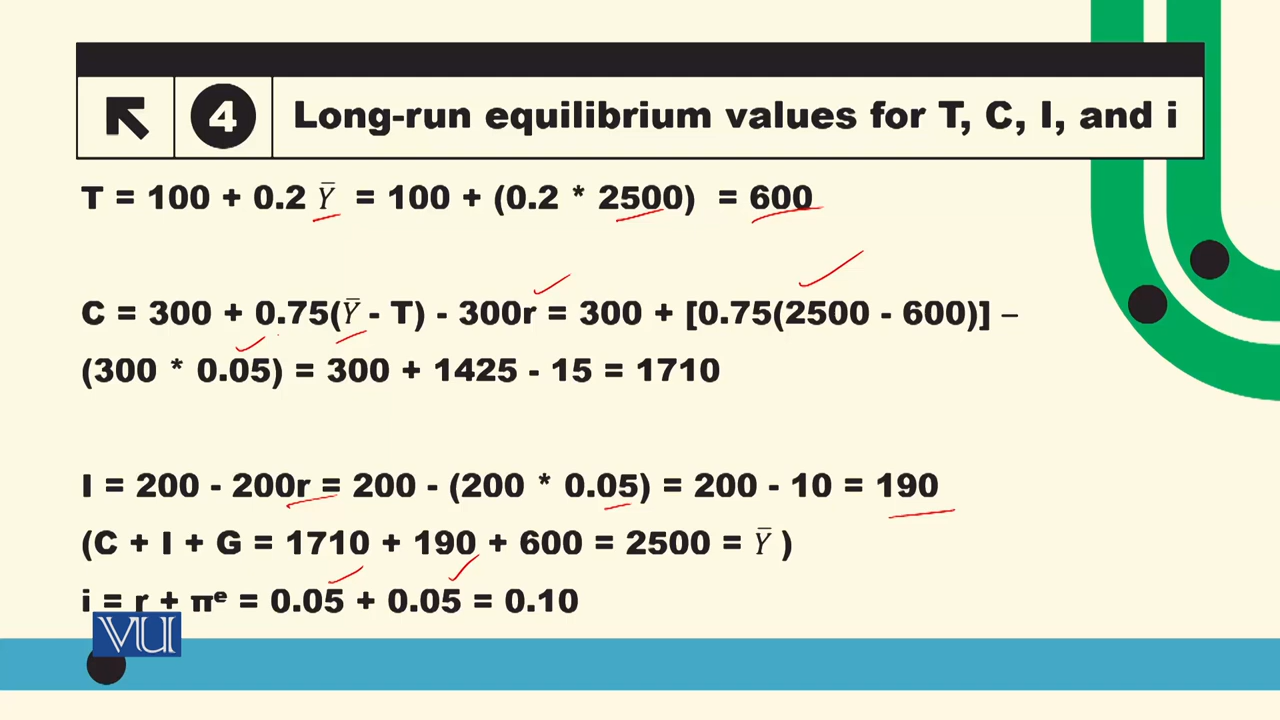 4 Long-run equilibrium values for T, C, I, and i
T = 100 + 0.2 Ȳ = 100 + (0.2 * 2500) = 600
C = 300 + 0.75(Ȳ - T) - 300r = 300 + [0.75(2500 - 600)] –
(300 * 0.05) = 300 + 1425 - 15 = 1710
I = 200 - 200r = 200 - (200 * 0.05) = 200 - 10 = 190
(C + I + G = 1710 + 190 + 600 = 2500 = Ȳ )
i = r + πᵉ = 0.05 + 0.05 = 0.10
VU